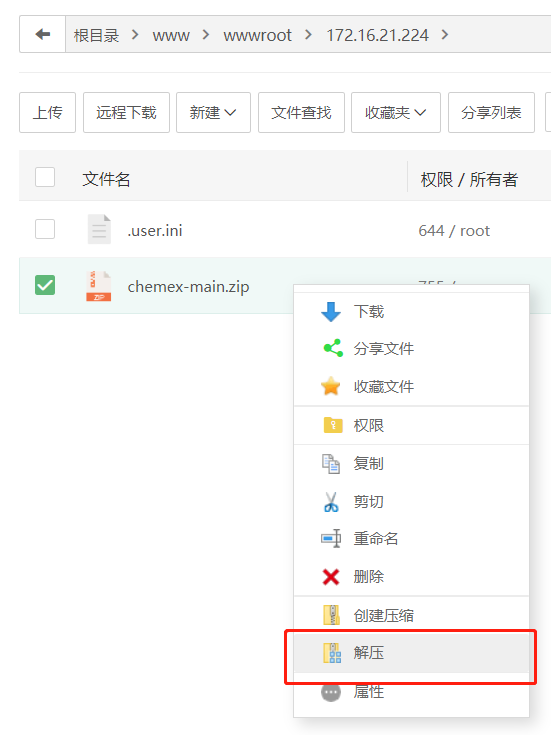 根目录 www wwwroot 172.16.21.224
上传 远程下载 新建 文件查找 收藏夹 分享列表
文件名 权限 / 所有者
.user.ini 644 / root
chemex-main.zip 755 /
ZIP
下载
分享文件
收藏文件
权限
复制
剪切
重命名
删除
创建压缩
解压
属性